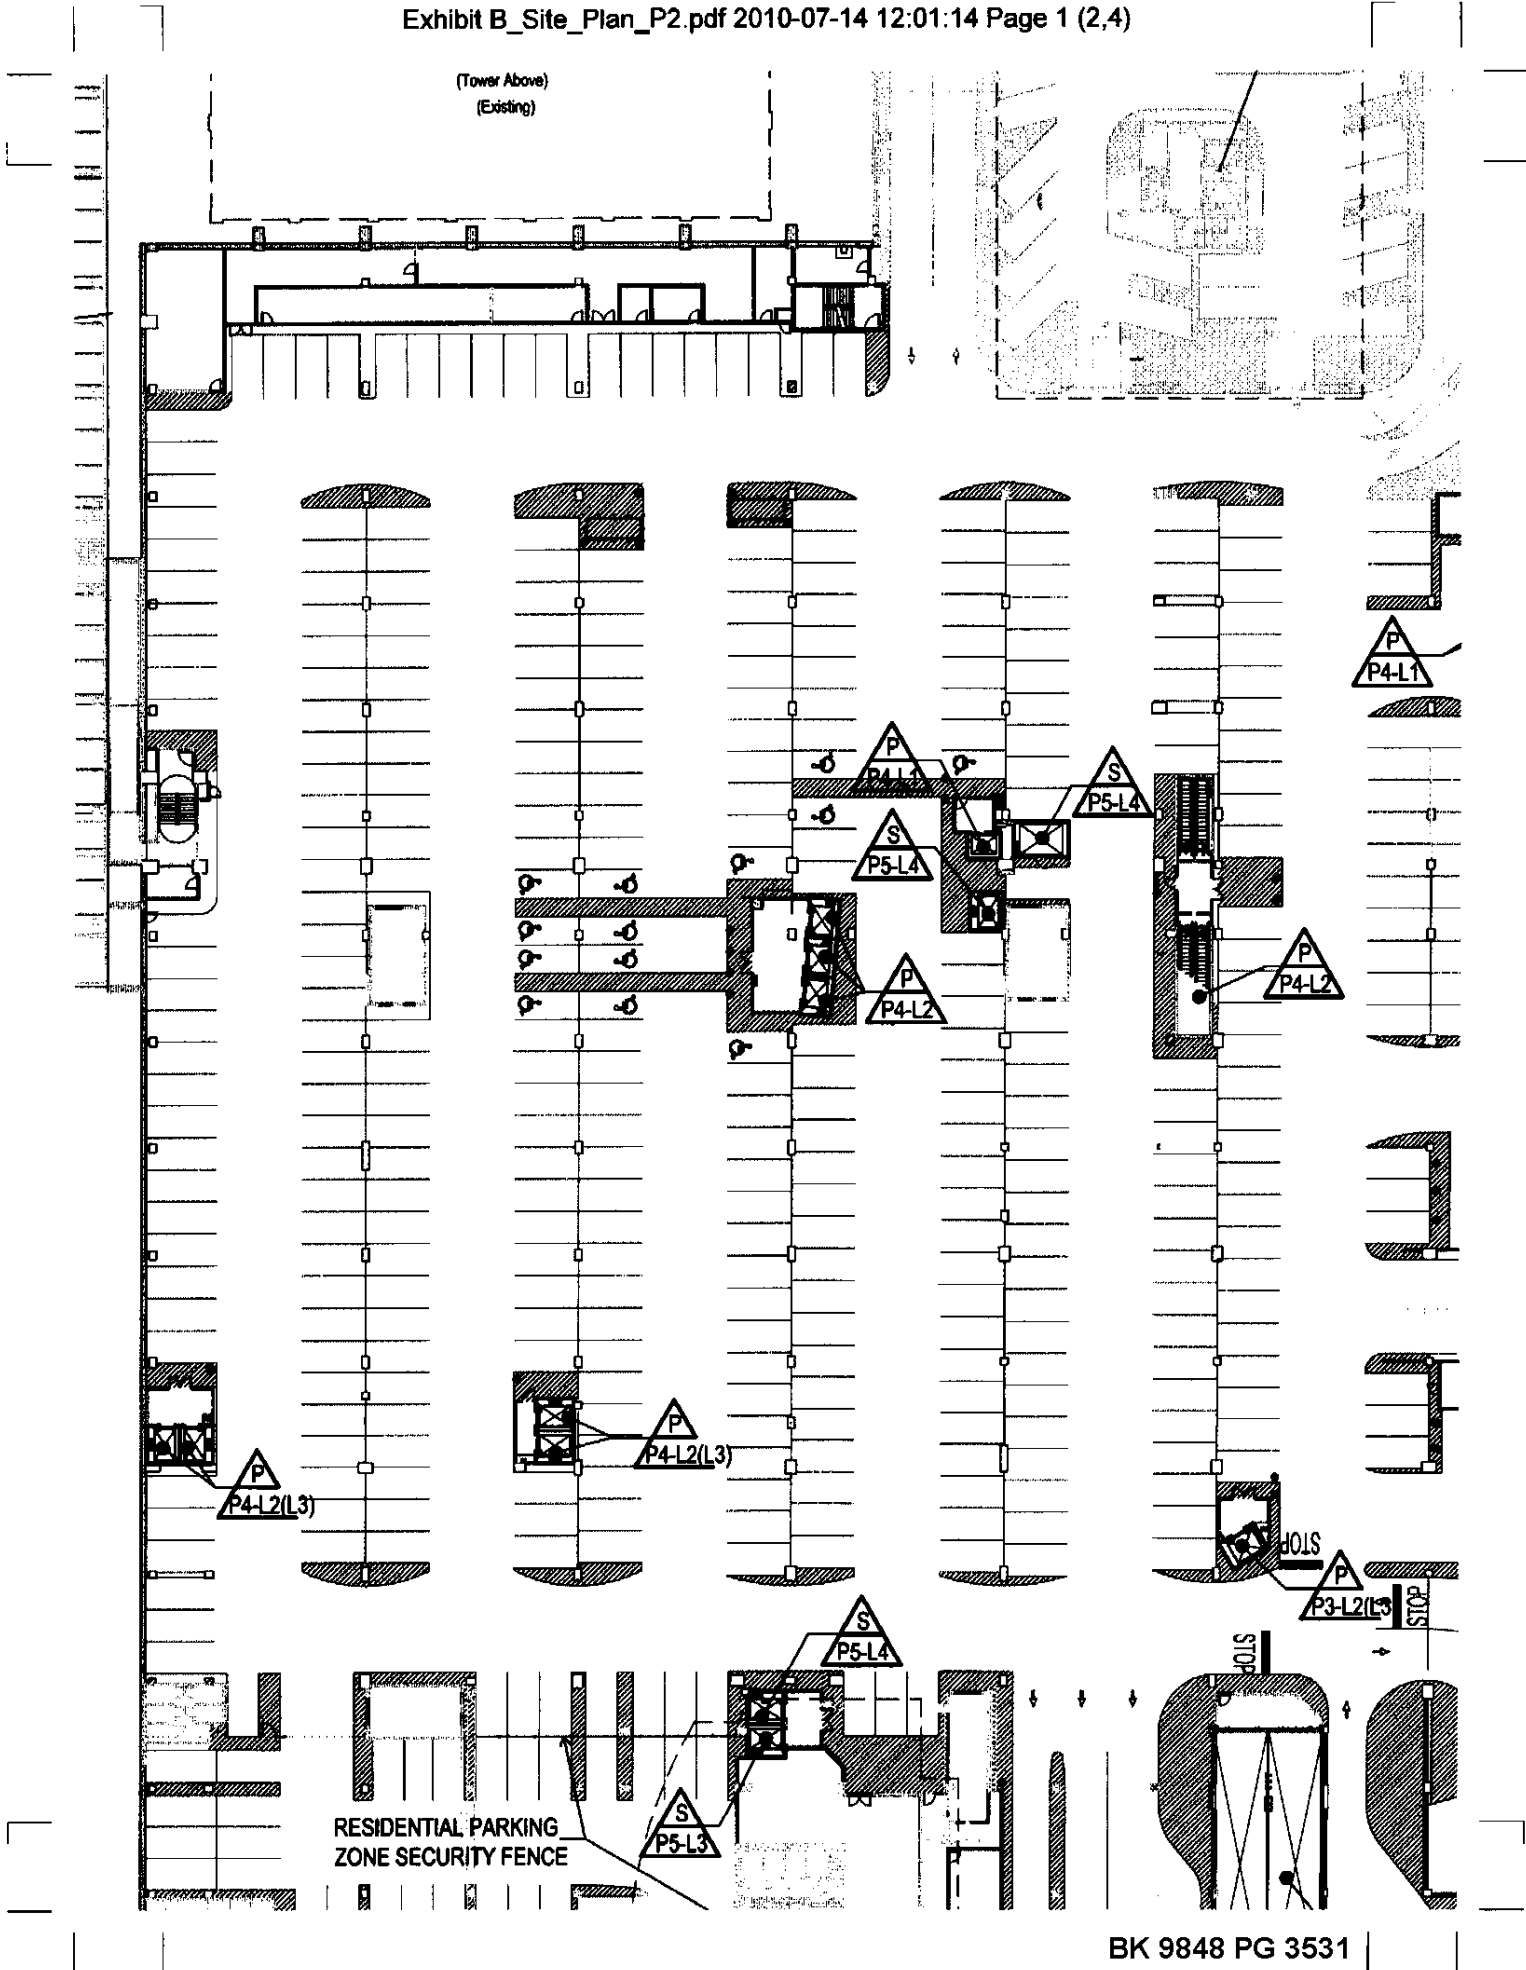 Exhibit B_Site_Plan_P2.pdf 2010-07-14 12:01:14 Page 1 (2,4)
(Tower Above)
(Existing)
P
P4-L1
P
P4-L1
S
P5-L4
S
P5-L4
P
P4-L2
P
P4-L2
P
P4-L2(L3)
P
P4-L2(L3)
STOP
P
P3-L2(L3
STOP
S
P5-L4
STOP
S
P5-L3
RESIDENTIAL PARKING
ZONE SECURITY FENCE
BK 9848 PG 3531